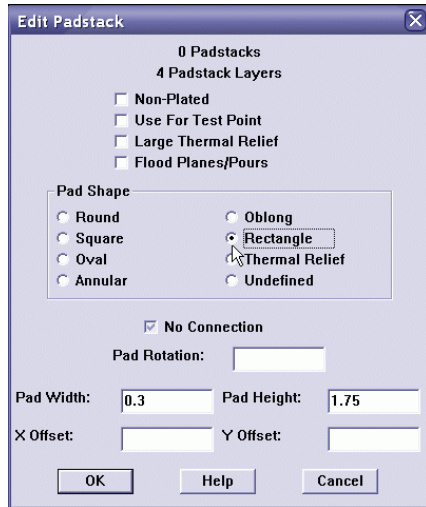 Edit Padstack
0 Padstacks
4 Padstack Layers
Non-Plated
Use For Test Point
Large Thermal Relief
Flood Planes/Pours
Pad Shape
Round Oblong
Square Rectangle
Oval Thermal Relief
Annular Undefined
No Connection
Pad Rotation:
Pad Width: 0.3 Pad Height: 1.75
X Offset: Y Offset:
OK Help Cancel